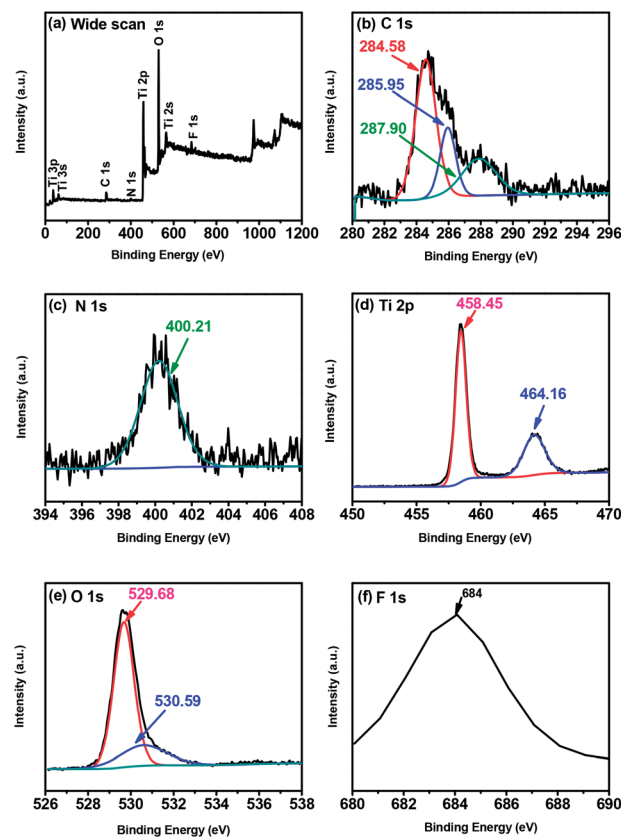 (a) Wide scan
Intensity (a.u.)
Ti 3p
Ti 3s
C 1s
N 1s
Ti 2p
O 1s
Ti 2s
F 1s
0 200 400 600 800 1000 1200
Binding Energy (eV)
(b) C 1s
Intensity (a.u.)
284.58
285.95
287.90
280 282 284 286 288 290 292 294 296
Binding Energy (eV)
(c) N 1s
Intensity (a.u.)
400.21
394 396 398 400 402 404 406 408
Binding Energy (eV)
(d) Ti 2p
Intensity (a.u.)
458.45
464.16
450 455 460 465 470
Binding Energy (eV)
(e) O 1s
Intensity (a.u.)
529.68
530.59
526 528 530 532 534 536 538
Binding Energy (eV)
(f) F 1s
Intensity (a.u.)
684
680 682 684 686 688 690
Binding Energy (eV)